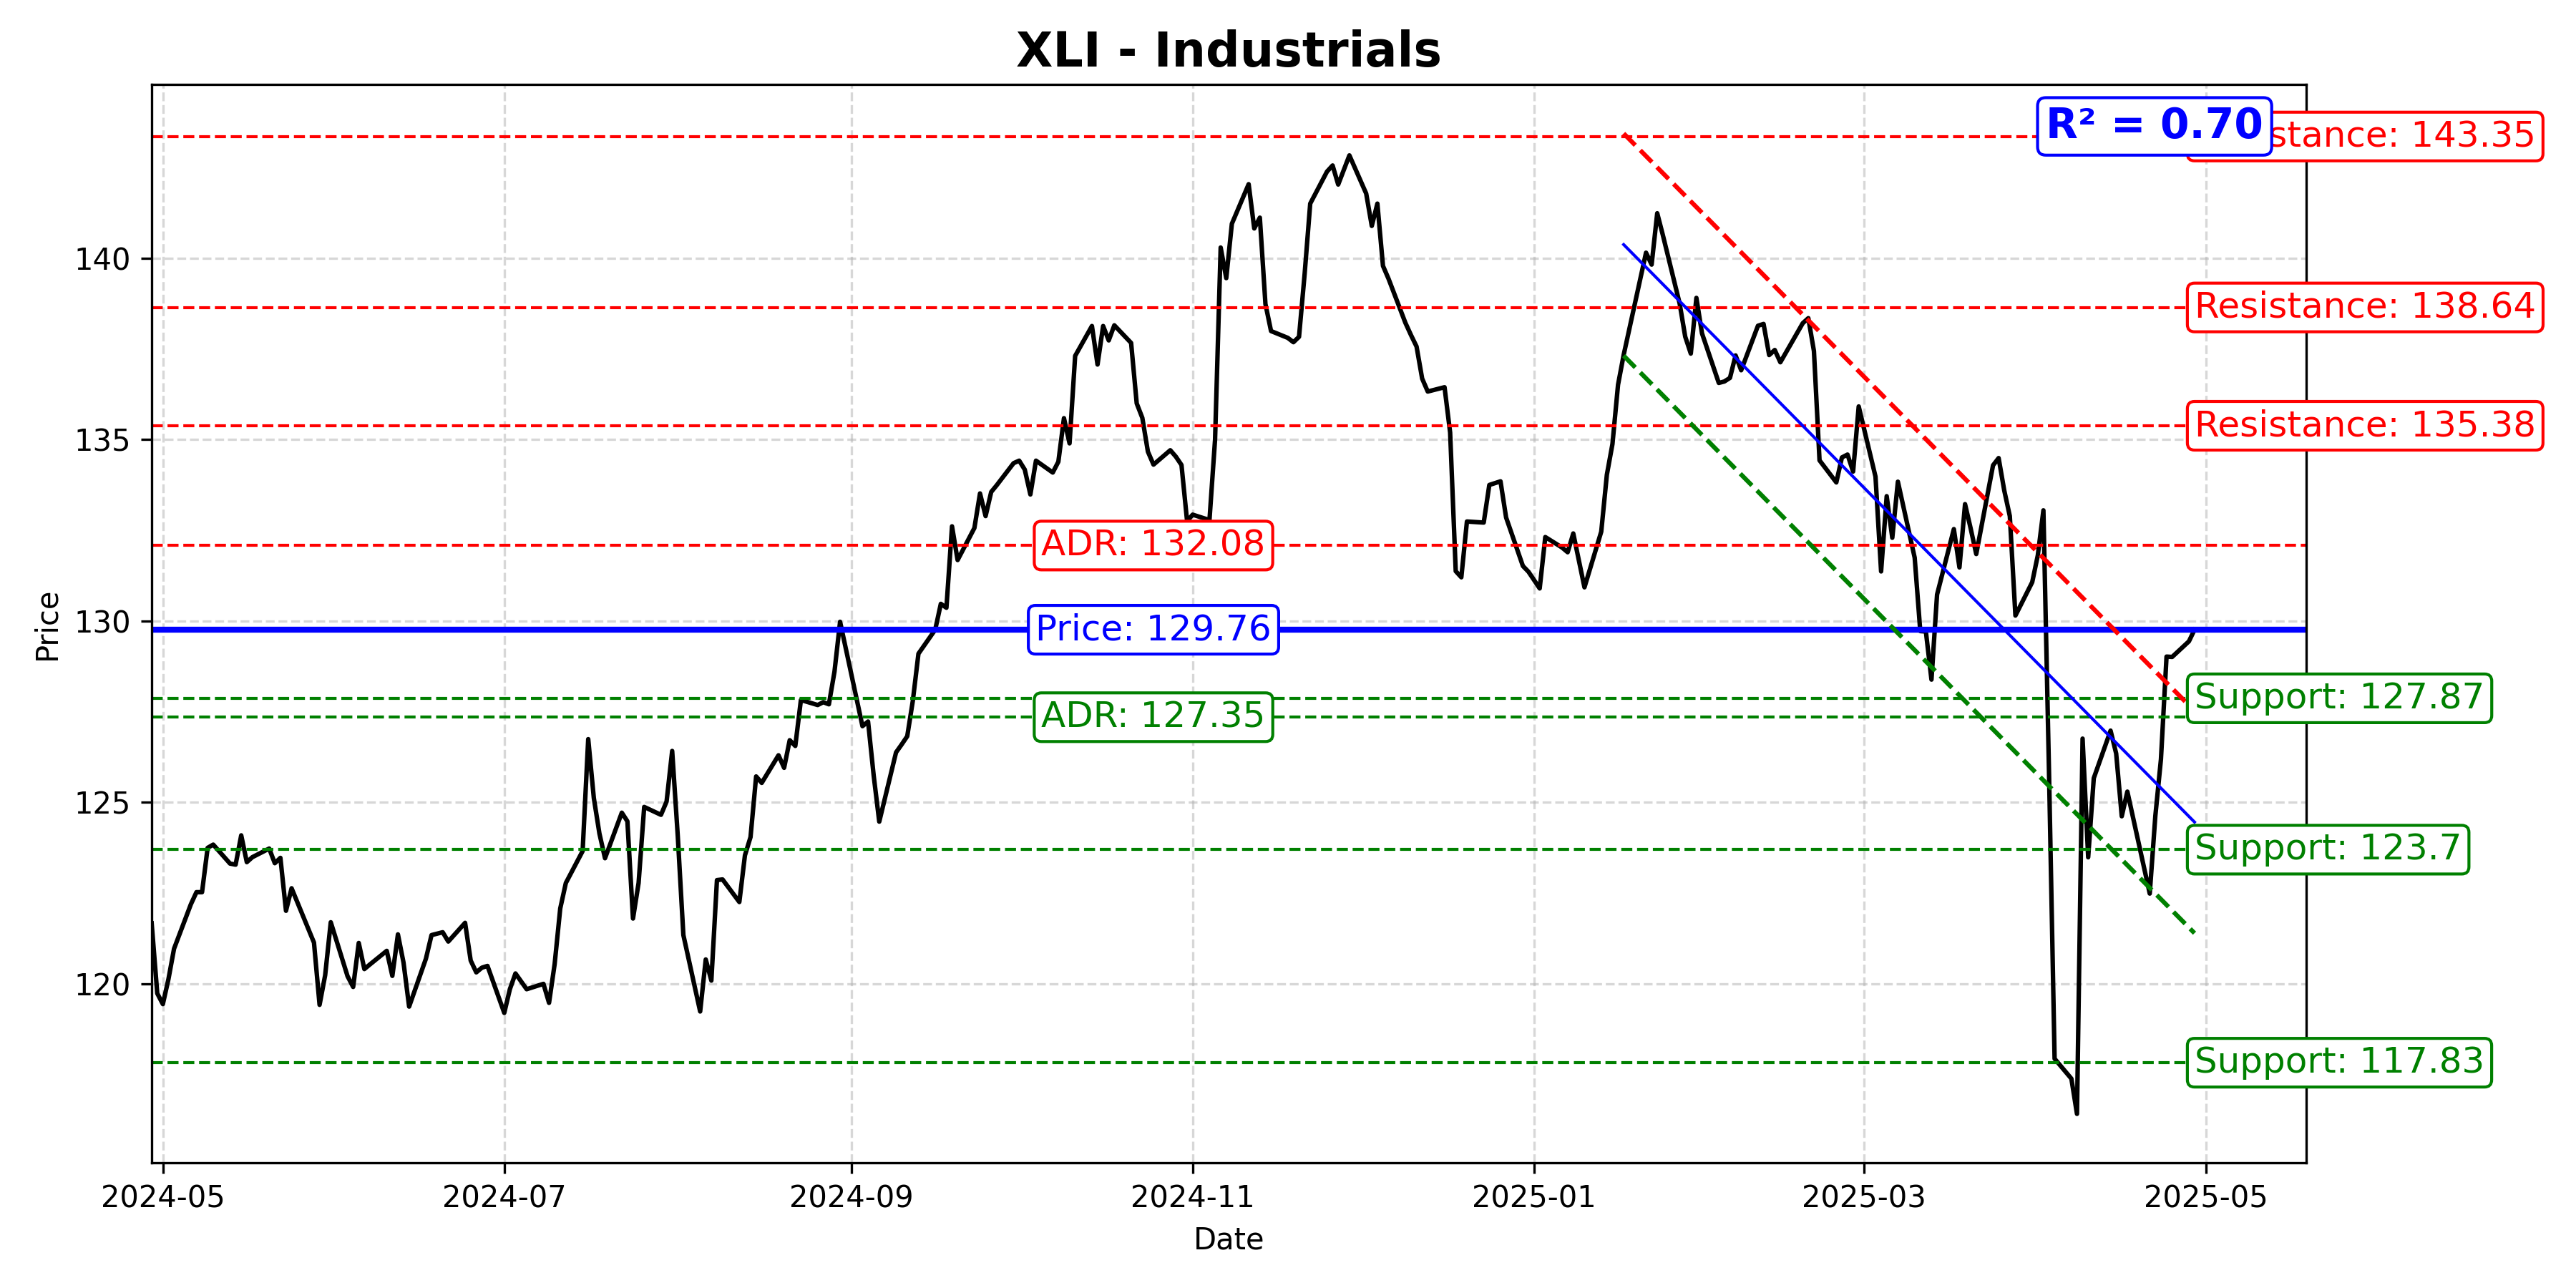 XLI - Industrials
R² = 0.70
stance: 143.35
140
Resistance: 138.64
135
Resistance: 135.38
ADR: 132.08
130
Price: 129.76
Price
Support: 127.87
ADR: 127.35
125
Support: 123.7
120
Support: 117.83
2024-05
2024-07
2024-09
2024-11
2025-01
2025-03
2025-05
Date